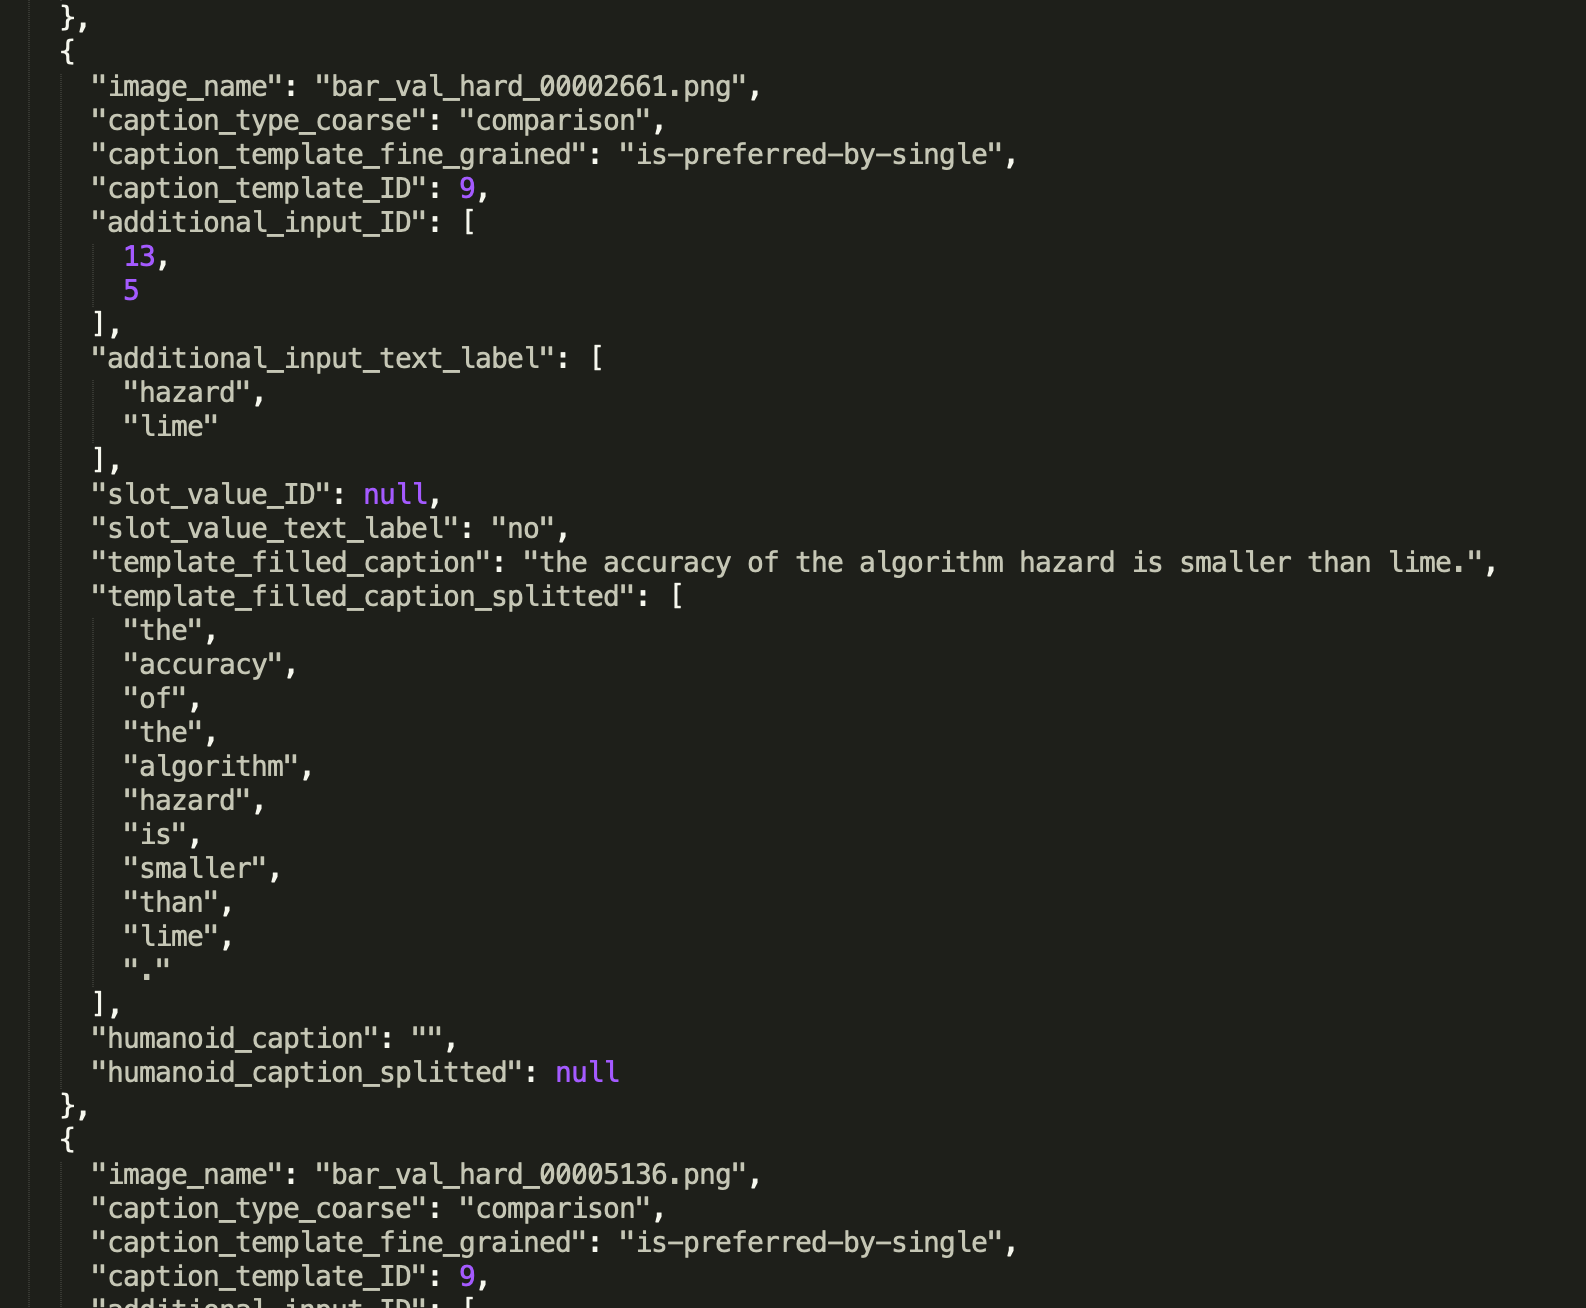 },
{
"image_name": "bar_val_hard_00002661.png",
"caption_type_coarse": "comparison",
"caption_template_fine_grained": "is-preferred-by-single",
"caption_template_ID": 9,
"additional_input_ID": [
13,
5
],
"additional_input_text_label": [
"hazard",
"lime"
],
"slot_value_ID": null,
"slot_value_text_label": "no",
"template_filled_caption": "the accuracy of the algorithm hazard is smaller than lime.",
"template_filled_caption_splitted": [
"the",
"accuracy",
"of",
"the",
"algorithm",
"hazard",
"is",
"smaller",
"than",
"lime",
"."
],
"humanoid_caption": "",
"humanoid_caption_splitted": null
},
{
"image_name": "bar_val_hard_00005136.png",
"caption_type_coarse": "comparison",
"caption_template_fine_grained": "is-preferred-by-single",
"caption_template_ID": 9,
"additional_input_ID": [